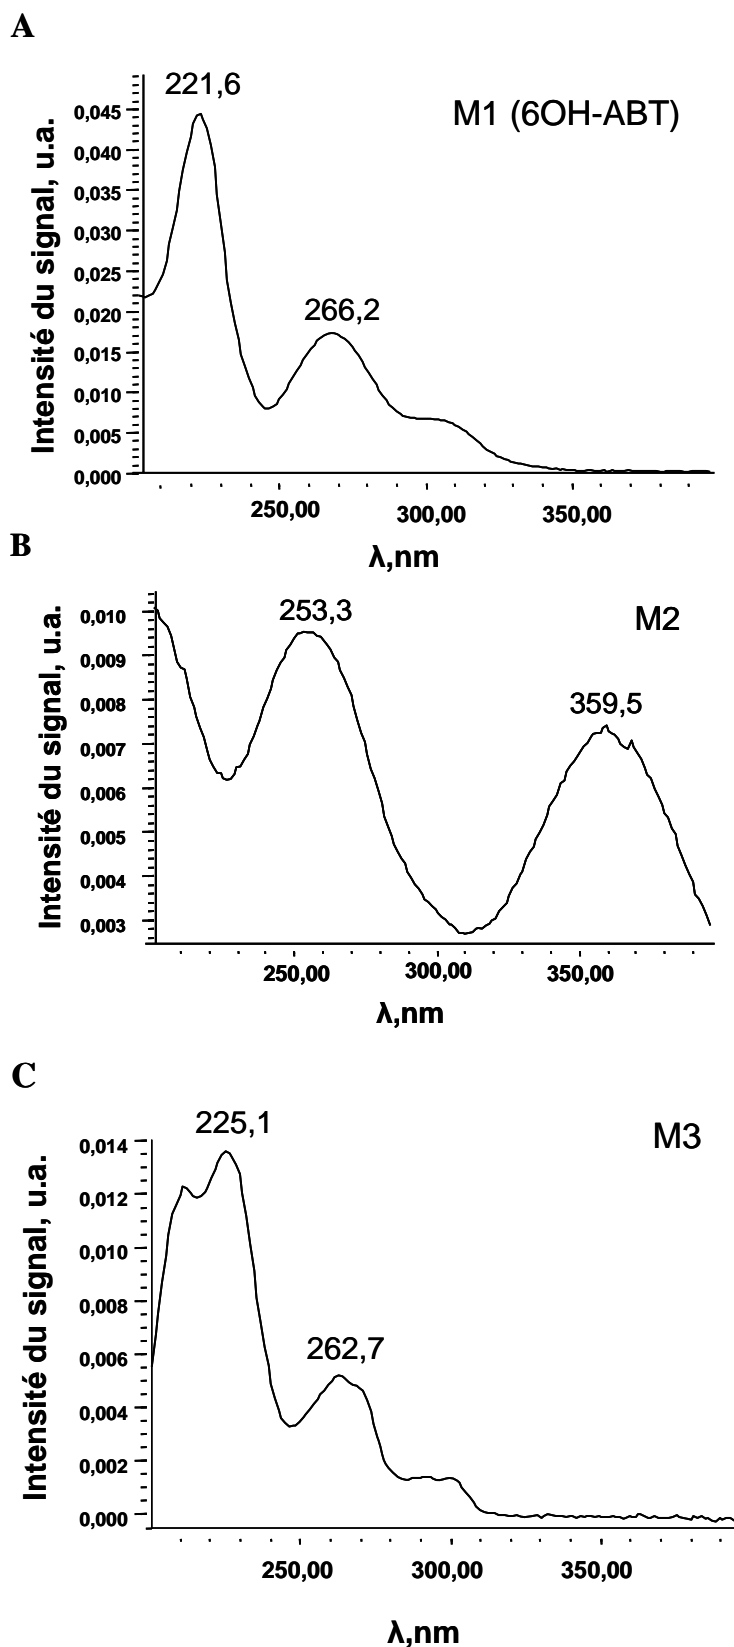 A
221,6
M1 (6OH-ABT)
266,2
Intensité du signal, u.a.
0,045
0,040
0,035
0,030
0,025
0,020
0,015
0,010
0,005
0,000
250,00 300,00 350,00
λ,nm
B
253,3
M2
359,5
Intensité du signal, u.a.
0,010
0,009
0,008
0,007
0,006
0,005
0,004
0,003
250,00 300,00 350,00
λ,nm
C
225,1
M3
262,7
Intensité du signal, u.a.
0,014
0,012
0,010
0,008
0,006
0,004
0,002
0,000
250,00 300,00 350,00
λ,nm